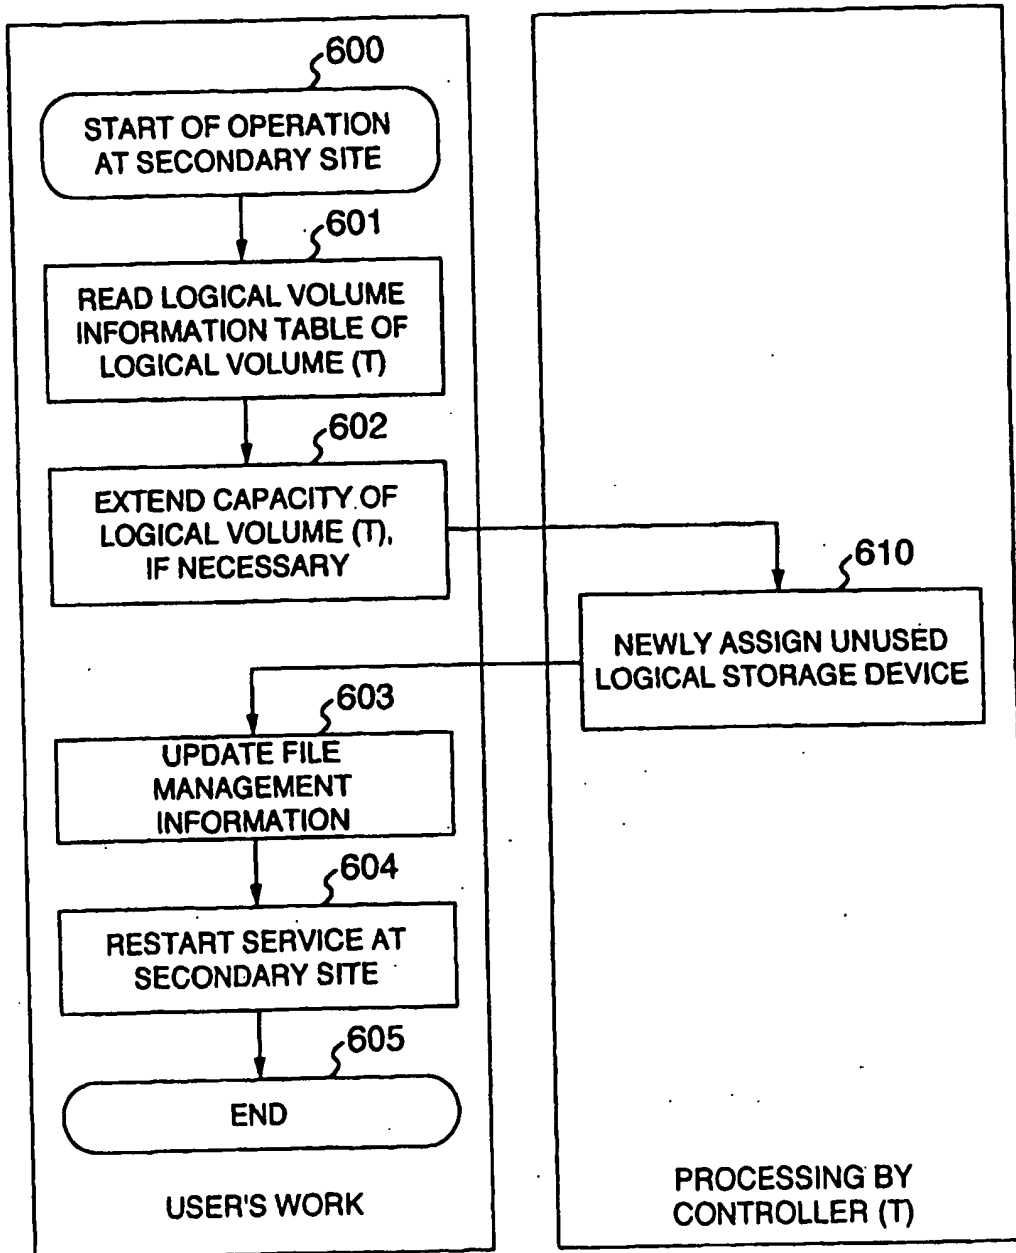 600
START OF OPERATION
AT SECONDARY SITE
601
READ LOGICAL VOLUME
INFORMATION TABLE OF
LOGICAL VOLUME (T)
602
EXTEND CAPACITY OF
LOGICAL VOLUME (T),
IF NECESSARY
610
NEWLY ASSIGN UNUSED
LOGICAL STORAGE DEVICE
603
UPDATE FILE
MANAGEMENT
INFORMATION
604
RESTART SERVICE AT
SECONDARY SITE
605
END
USER'S WORK
PROCESSING BY
CONTROLLER (T)